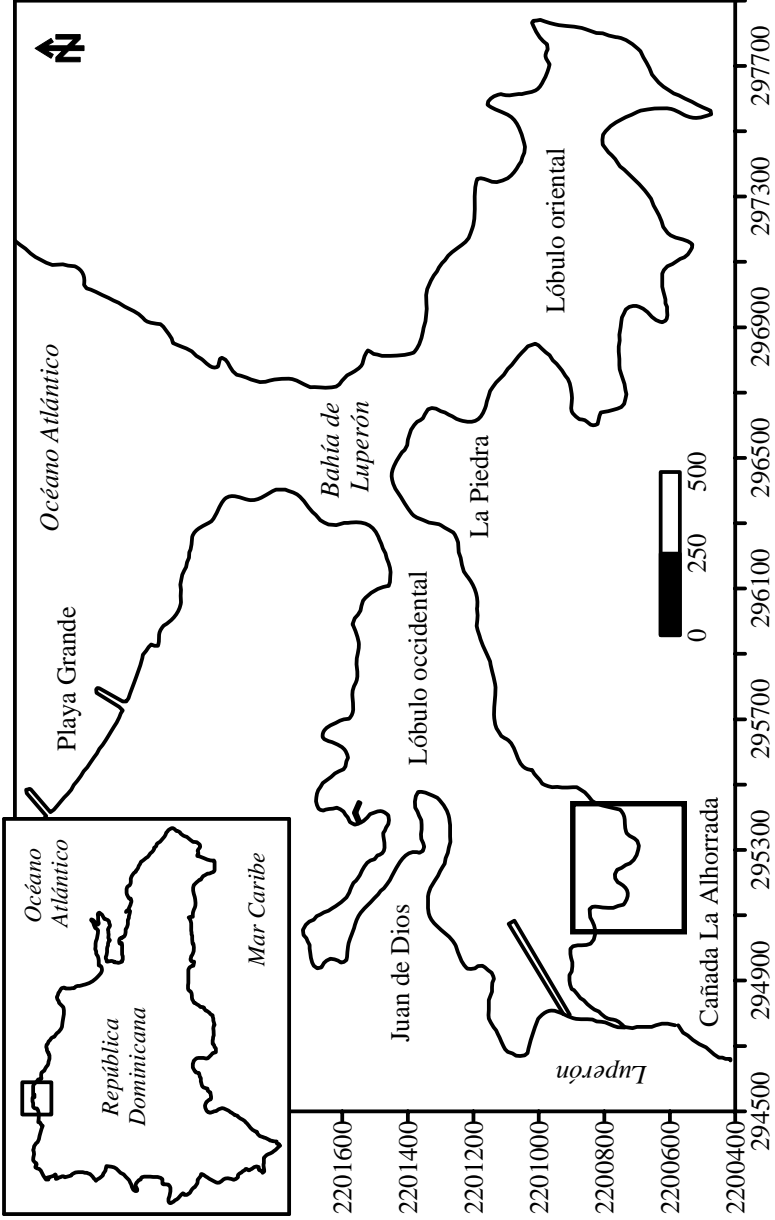 Océano
Atlántico
República
Dominicana
Mar Caribe
N
Océano Atlántico
Playa Grande
Bahía de
Luperón
Lóbulo occidental
Lóbulo oriental
La Piedra
Juan de Dios
Luperón
Cañada La Alhorrada
0 250 500
2201600
2201400
2201200
2201000
2200800
2200600
2200400
294500 294900 295300 295700 296100 296500 296900 297300 297700